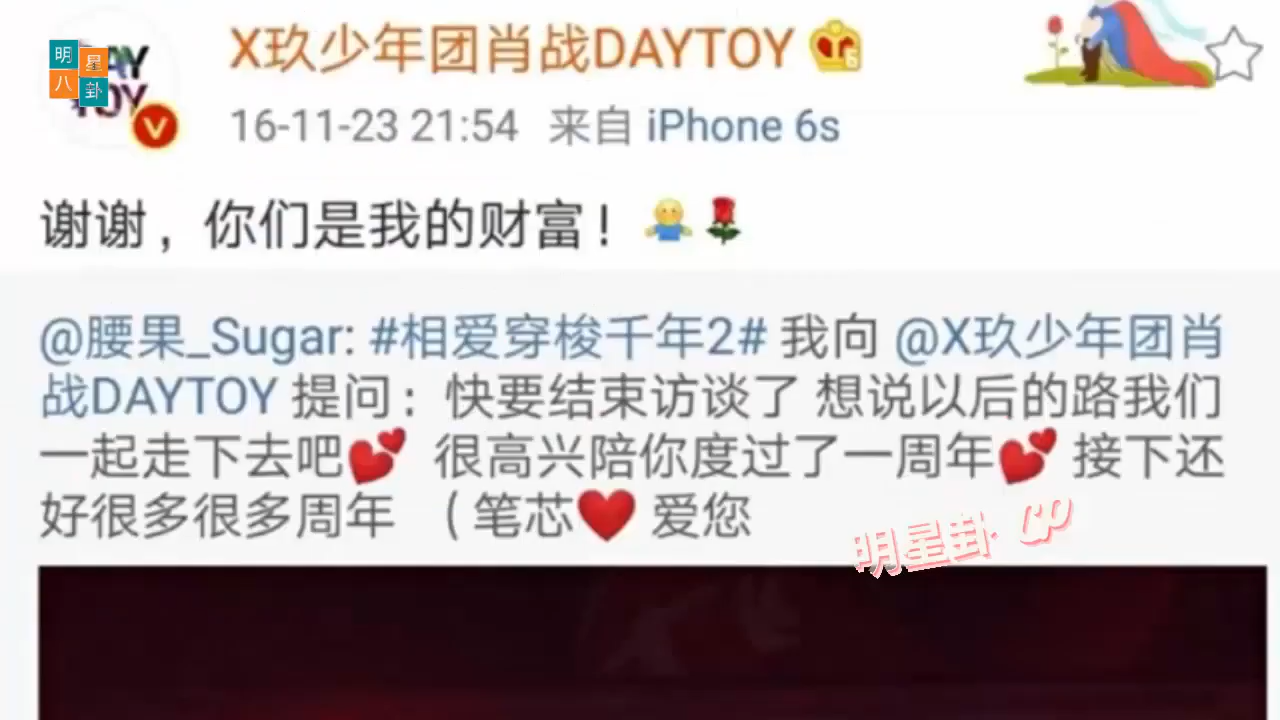 X玖少年团肖战DAYTOY
明星
八卦
16-11-23 21:54 来自 iPhone 6s
谢谢，你们是我的财富！
@腰果_Sugar: #相爱穿梭千年2# 我向 @X玖少年团肖
战DAYTOY 提问：快要结束访谈了 想说以后的路我们
一起走下去吧 很高兴陪你度过了一周年 接下还
好很多很多周年 （笔芯 爱您
明星卦 CP